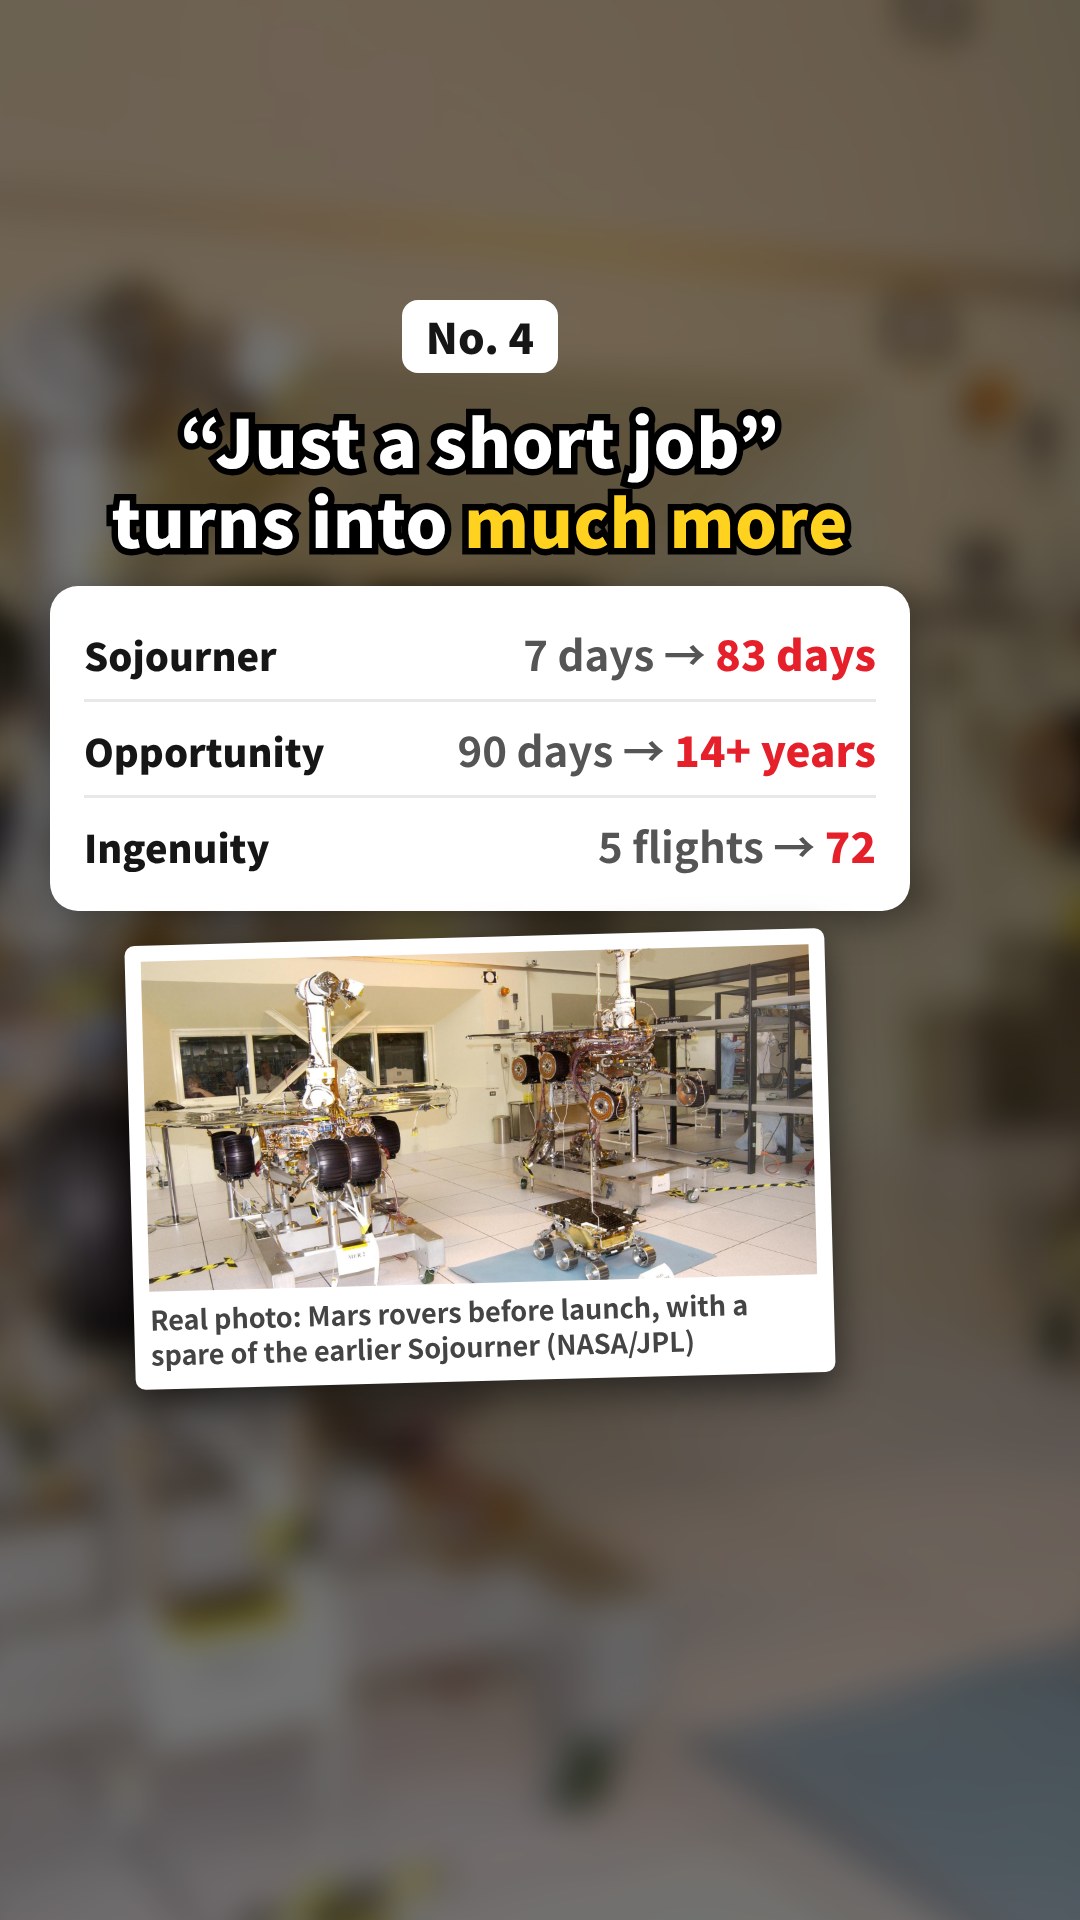 No. 4
“Just a short job”
turns into much more
Sojourner 7 days → 83 days
Opportunity 90 days → 14+ years
Ingenuity 5 flights → 72
Real photo: Mars rovers before launch, with a
spare of the earlier Sojourner (NASA/JPL)